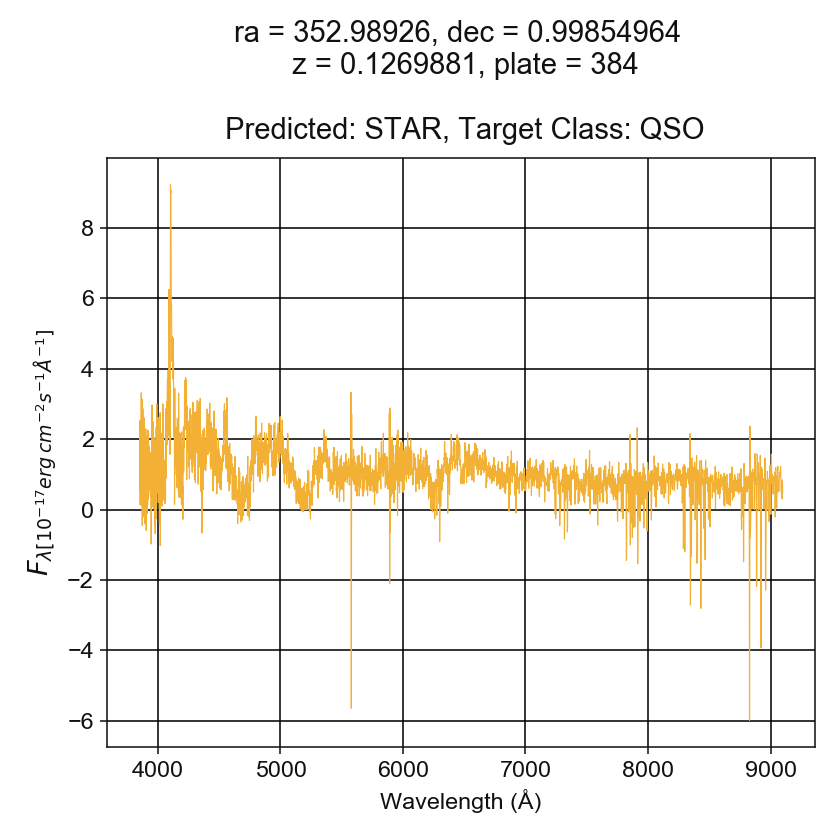 ra = 352.98926, dec = 0.99854964
z = 0.1269881, plate = 384
Predicted: STAR, Target Class: QSO
8
6
4
2
0
−2
−4
−6
F_{λ[10^{−17}erg cm^{−2}s^{−1}Å^{−1}]}
4000 5000 6000 7000 8000 9000
Wavelength (Å)